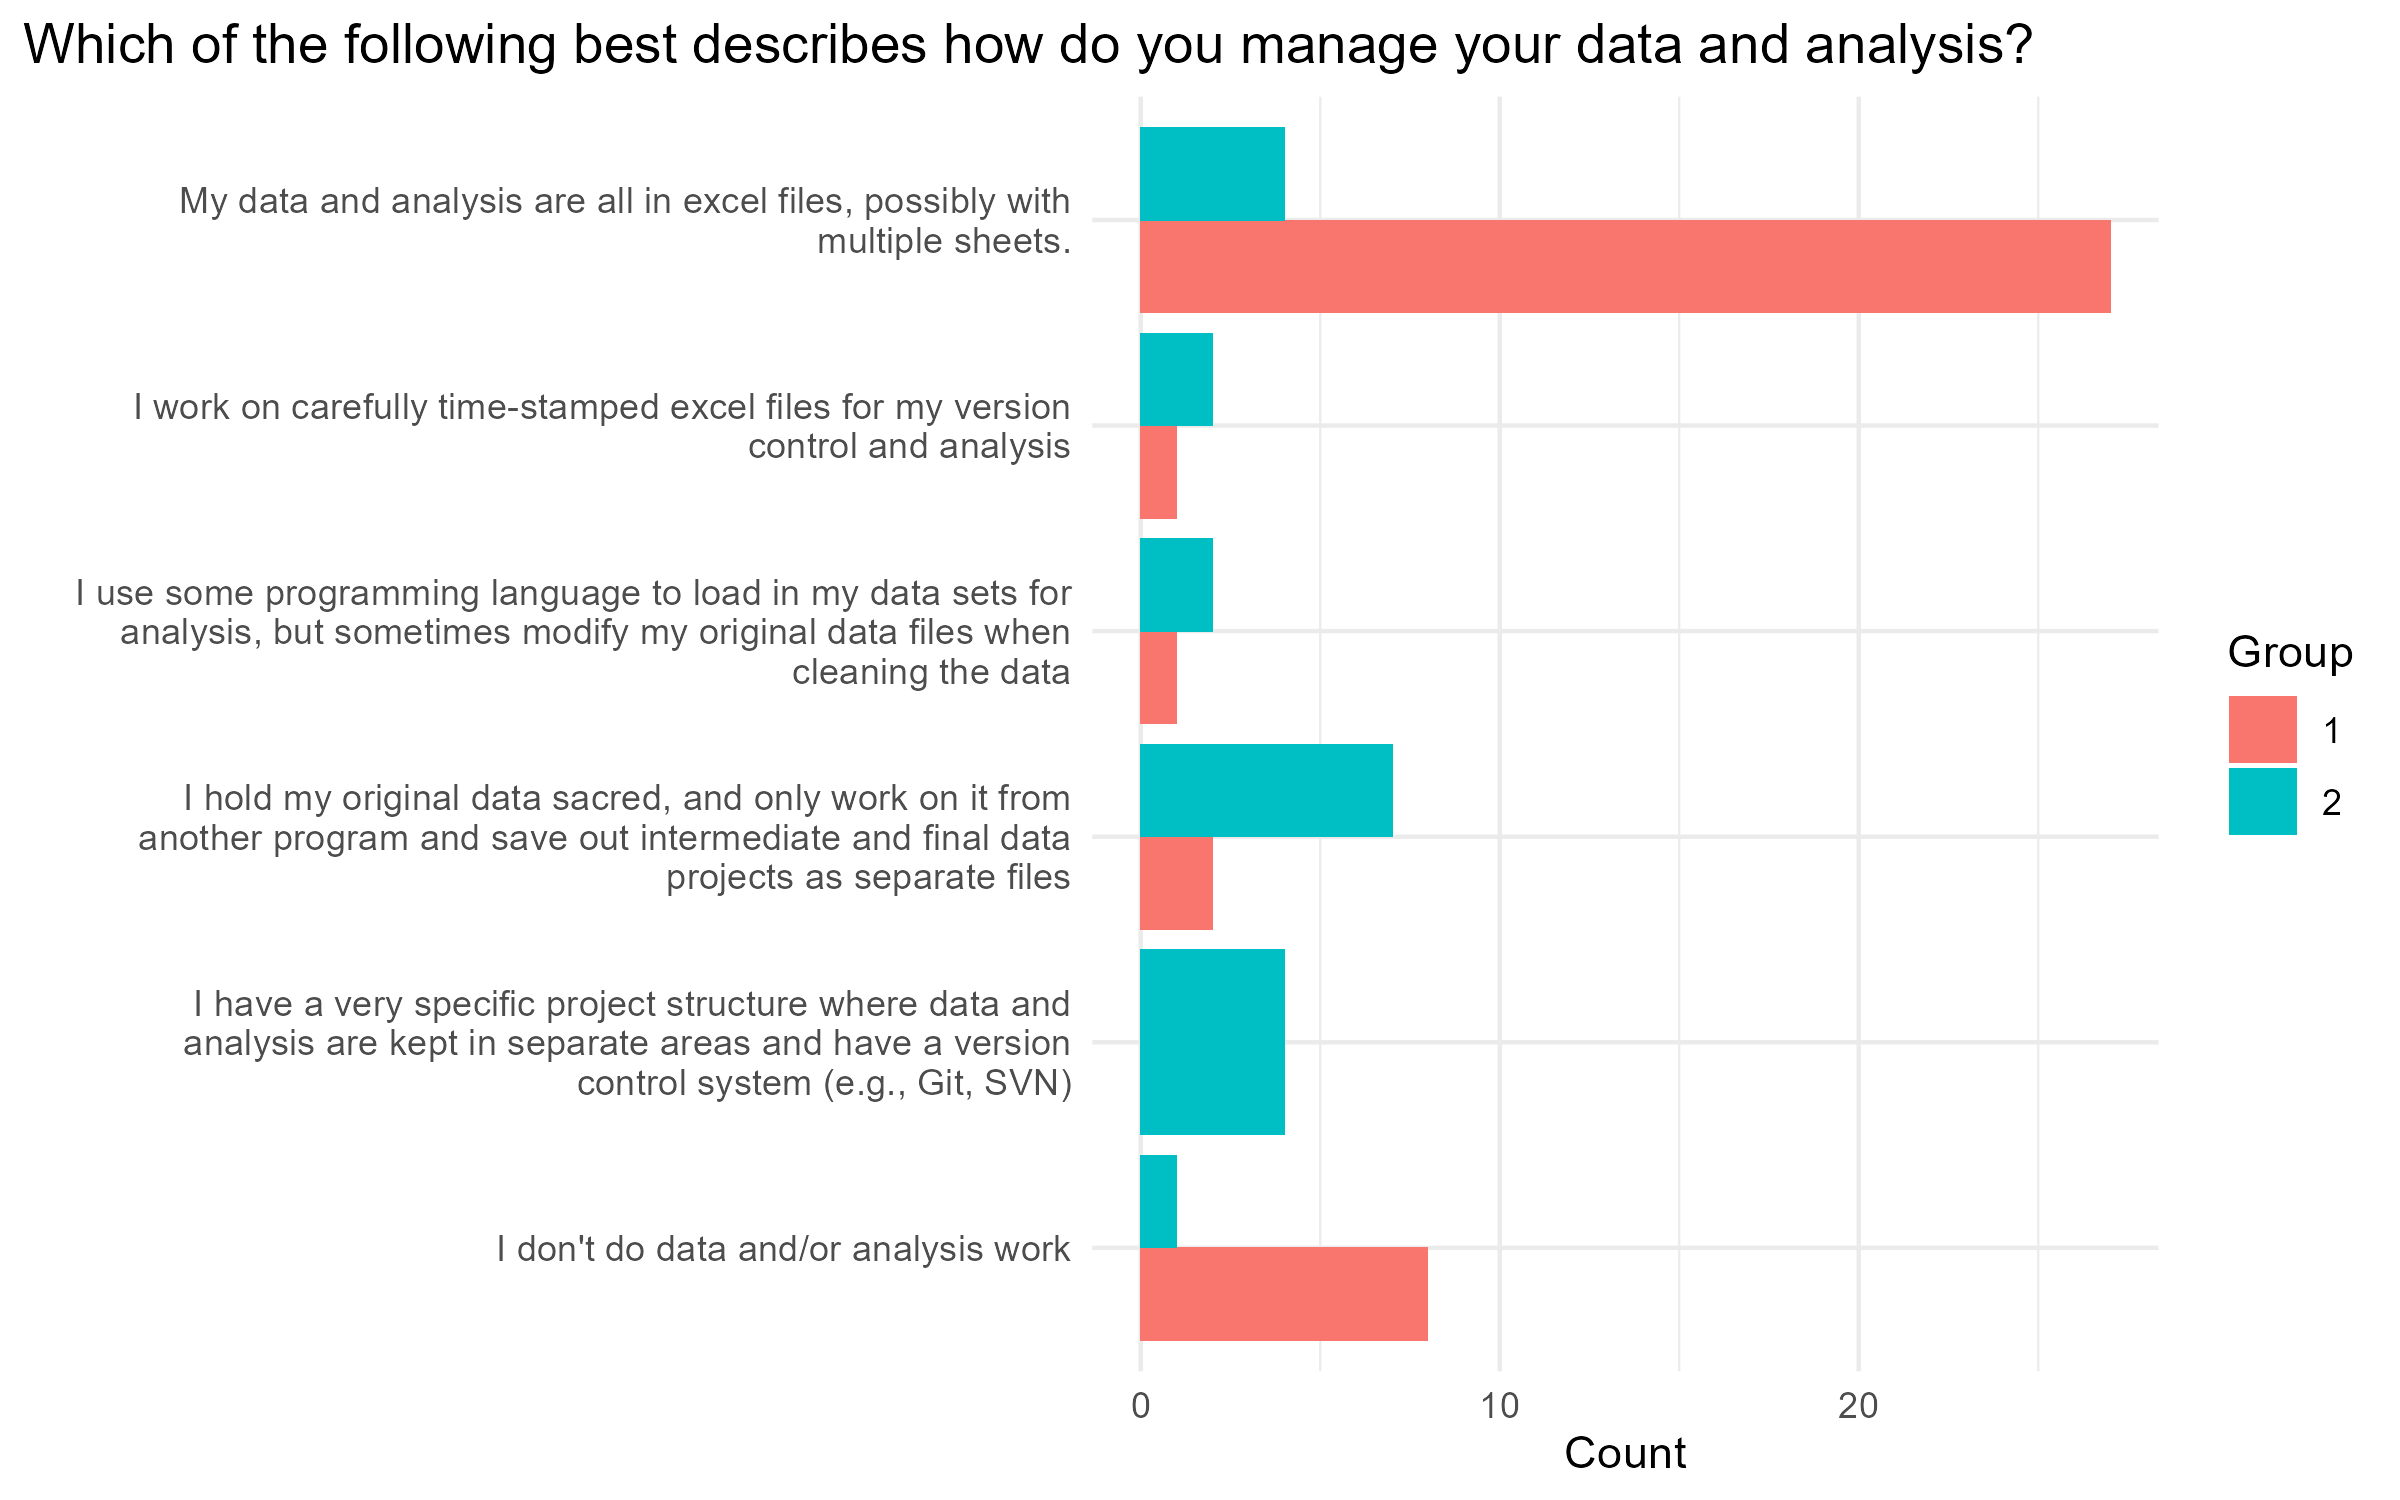 Which of the following best describes how do you manage your data and analysis?
My data and analysis are all in excel files, possibly with
multiple sheets.
I work on carefully time-stamped excel files for my version
control and analysis
I use some programming language to load in my data sets for
analysis, but sometimes modify my original data files when
cleaning the data
I hold my original data sacred, and only work on it from
another program and save out intermediate and final data
projects as separate files
I have a very specific project structure where data and
analysis are kept in separate areas and have a version
control system (e.g., Git, SVN)
I don't do data and/or analysis work
0
10
20
Count
Group
1
2